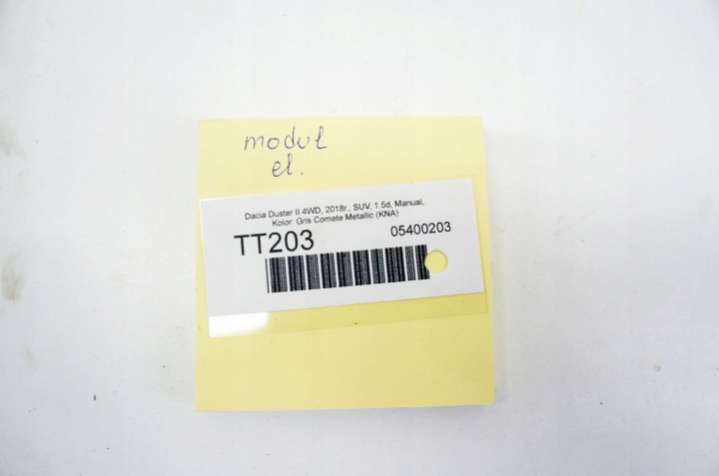 modul
el.
Dacia Duster II 4WD, 2018r., SUV, 1.5d, Manual,
Kolor: Gris Comete Metallic (KNA)
TT203
05400203